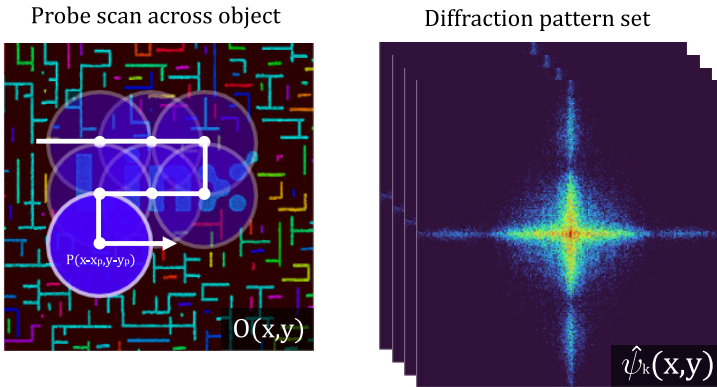 Probe scan across object
Diffraction pattern set
P(x-xₚ,y-yₚ)
O(x,y)
ψ̂ₖ(x,y)